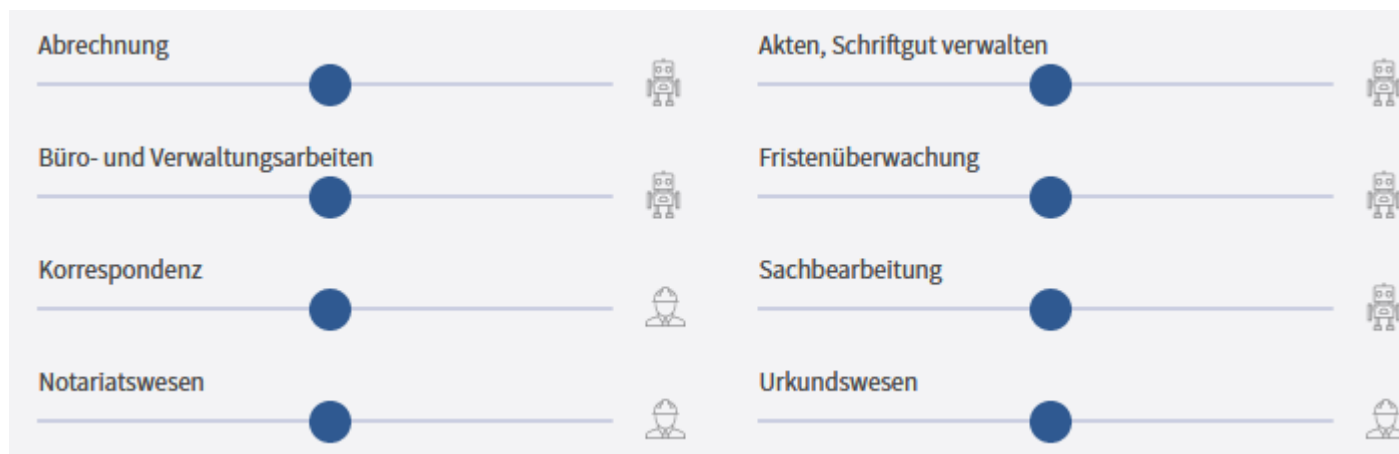 Abrechnung
Akten, Schriftgut verwalten
Büro- und Verwaltungsarbeiten
Fristenüberwachung
Korrespondenz
Sachbearbeitung
Notariatswesen
Urkundswesen